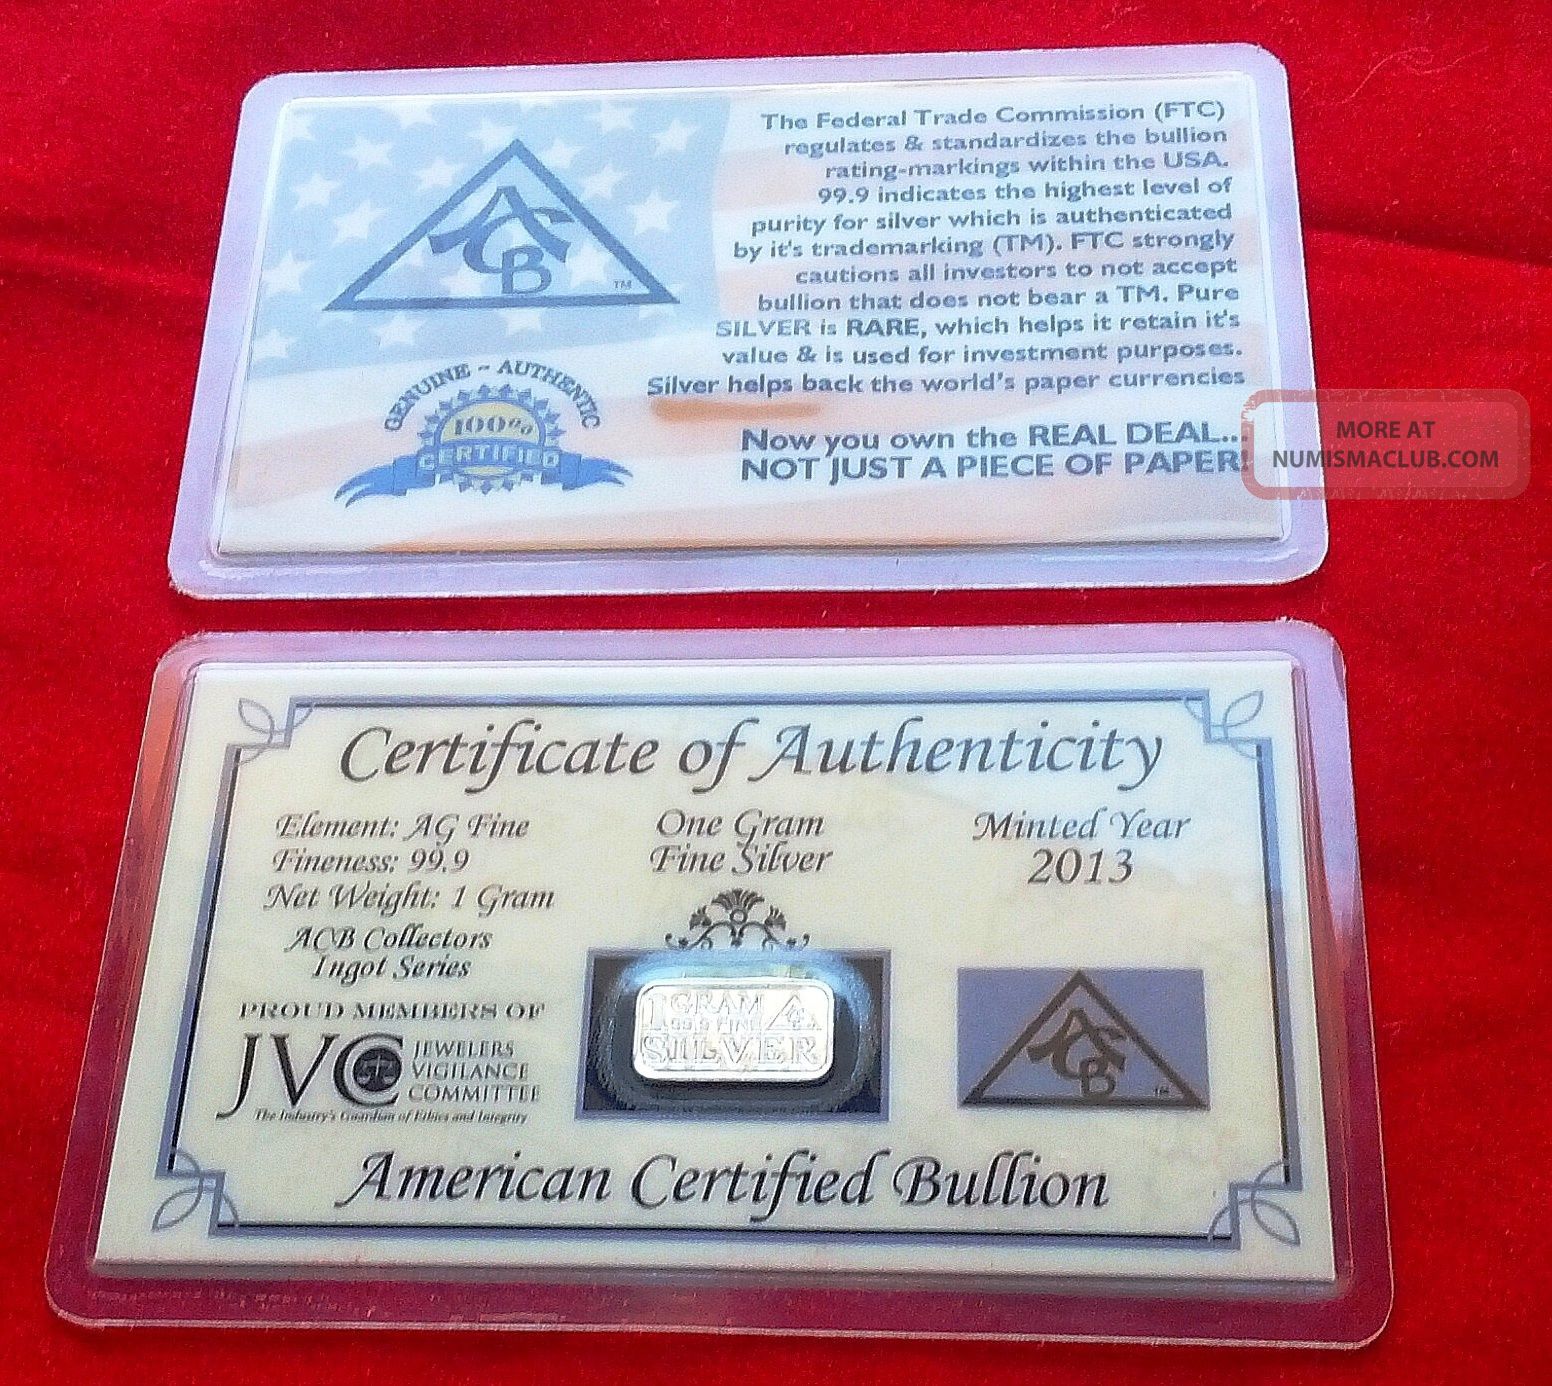 The Federal Trade Commission (FTC)
regulates & standardizes the bullion
rating-markings within the USA.
99.9 indicates the highest level of
purity for silver which is authenticated
by it's trademarking (TM). FTC strongly
cautions all investors to not accept
bullion that does not bear a TM. Pure
SILVER is RARE, which helps it retain it's
value & is used for investment purposes.
Silver helps back the world's paper currencies
Now you own the REAL DEAL...
NOT JUST A PIECE OF PAPER!
ACB
TM
GENUINE ~ AUTHENTIC
100%
CERTIFIED
MORE AT
NUMISMACLUB.COM
Certificate of Authenticity
Element: AG Fine
Fineness: 99.9
Net Weight: 1 Gram
ACB Collectors
Ingot Series
PROUD MEMBERS OF
JVC
JEWELERS
VIGILANCE
COMMITTEE
The Industry's Guardian of Ethics and Integrity
One Gram
Fine Silver
1 GRAM
99.9 FINE
SILVER
ACB
Minted Year
2013
ACB
TM
American Certified Bullion